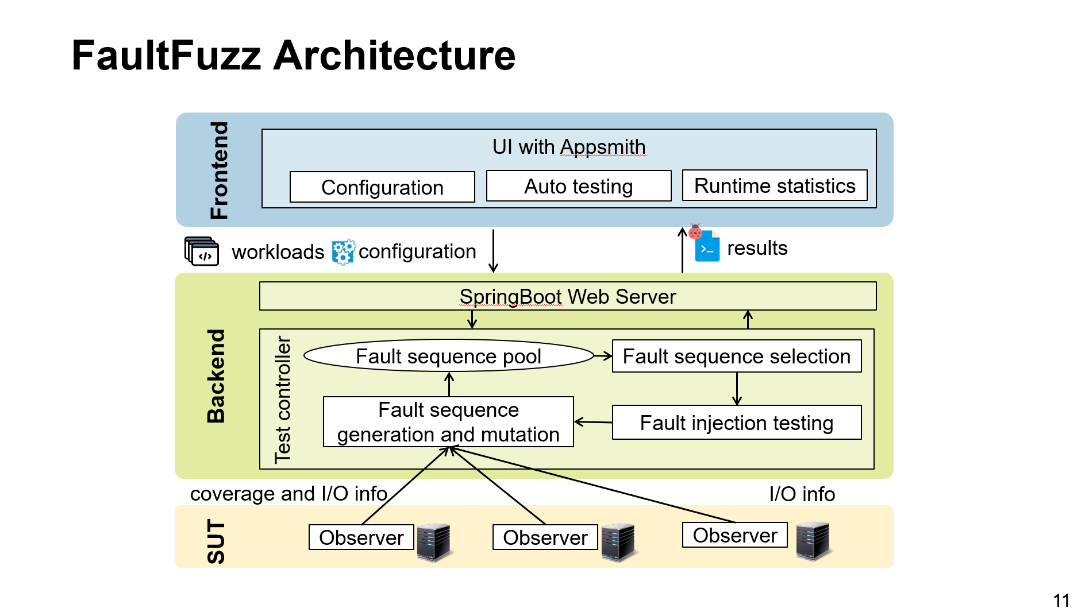 FaultFuzz Architecture
Frontend
UI with Appsmith
Configuration
Auto testing
Runtime statistics
workloads
configuration
results
Backend
SpringBoot Web Server
Test controller
Fault sequence pool
Fault sequence selection
Fault sequence
generation and mutation
Fault injection testing
coverage and I/O info
I/O info
SUT
Observer
Observer
Observer
11